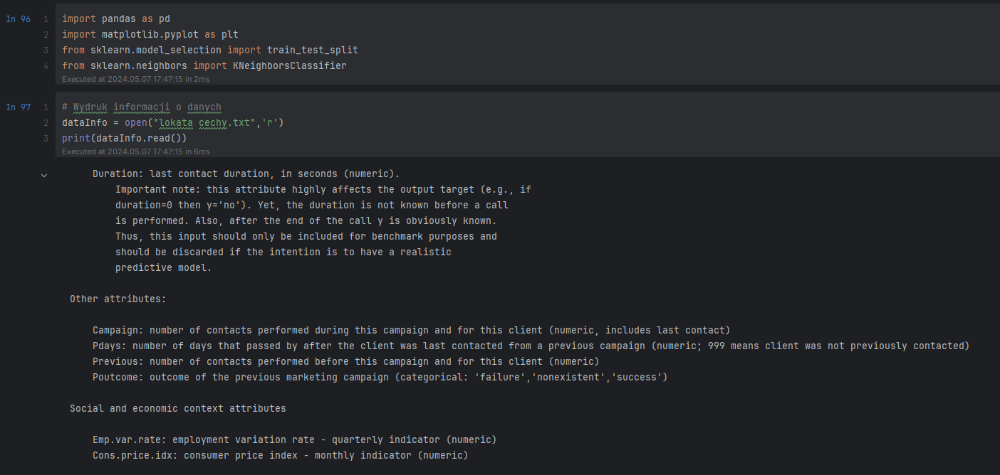 In 96 1 import pandas as pd
2 import matplotlib.pyplot as plt
3 from sklearn.model_selection import train_test_split
4 from sklearn.neighbors import KNeighborsClassifier
Executed at 2024.05.07 17:47:15 in 2ms
In 97 1 # Wydruk informacji o danych
2 dataInfo = open("lokata cechy.txt",'r')
3 print(dataInfo.read())
Executed at 2024.05.07 17:47:15 in 6ms
Duration: last contact duration, in seconds (numeric).
Important note: this attribute highly affects the output target (e.g., if
duration=0 then y='no'). Yet, the duration is not known before a call
is performed. Also, after the end of the call y is obviously known.
Thus, this input should only be included for benchmark purposes and
should be discarded if the intention is to have a realistic
predictive model.
Other attributes:
Campaign: number of contacts performed during this campaign and for this client (numeric, includes last contact)
Pdays: number of days that passed by after the client was last contacted from a previous campaign (numeric; 999 means client was not previously contacted)
Previous: number of contacts performed before this campaign and for this client (numeric)
Poutcome: outcome of the previous marketing campaign (categorical: 'failure','nonexistent','success')
Social and economic context attributes
Emp.var.rate: employment variation rate - quarterly indicator (numeric)
Cons.price.idx: consumer price index - monthly indicator (numeric)